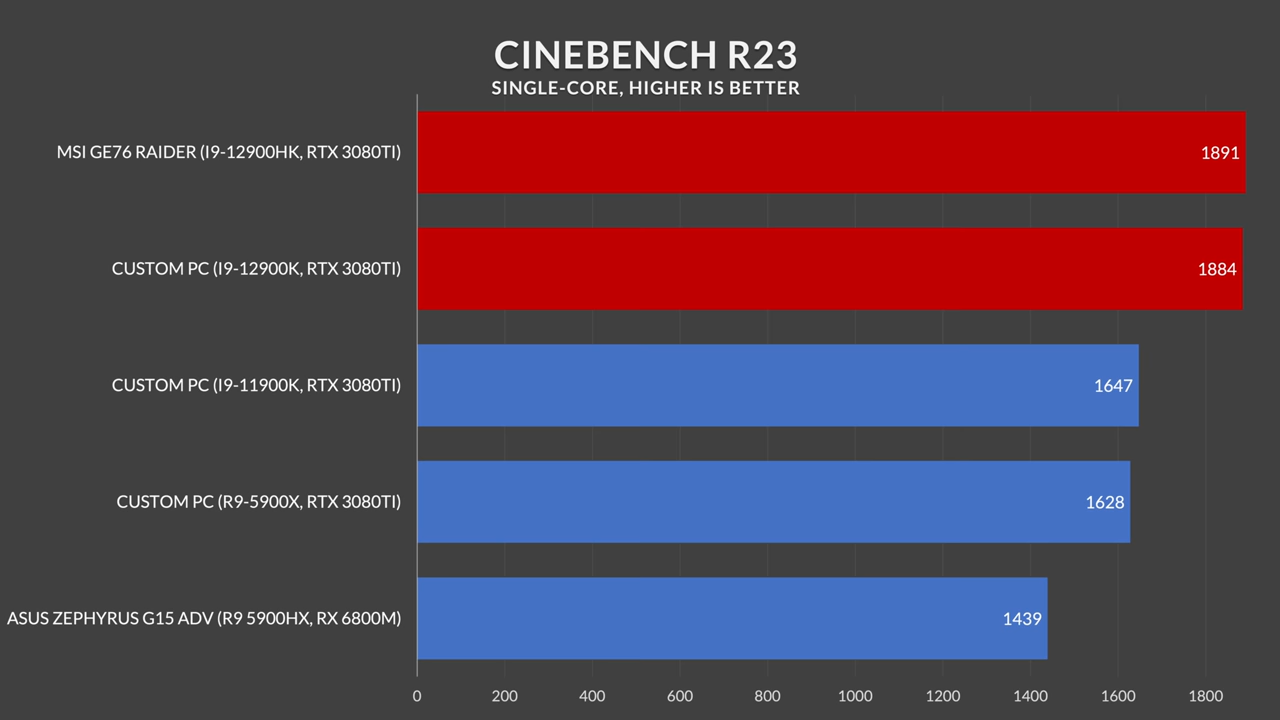 CINEBENCH R23
SINGLE-CORE, HIGHER IS BETTER
MSI GE76 RAIDER (I9-12900HK, RTX 3080TI) 1891
CUSTOM PC (I9-12900K, RTX 3080TI) 1884
CUSTOM PC (I9-11900K, RTX 3080TI) 1647
CUSTOM PC (R9-5900X, RTX 3080TI) 1628
ASUS ZEPHYRUS G15 ADV (R9 5900HX, RX 6800M) 1439
0 200 400 600 800 1000 1200 1400 1600 1800